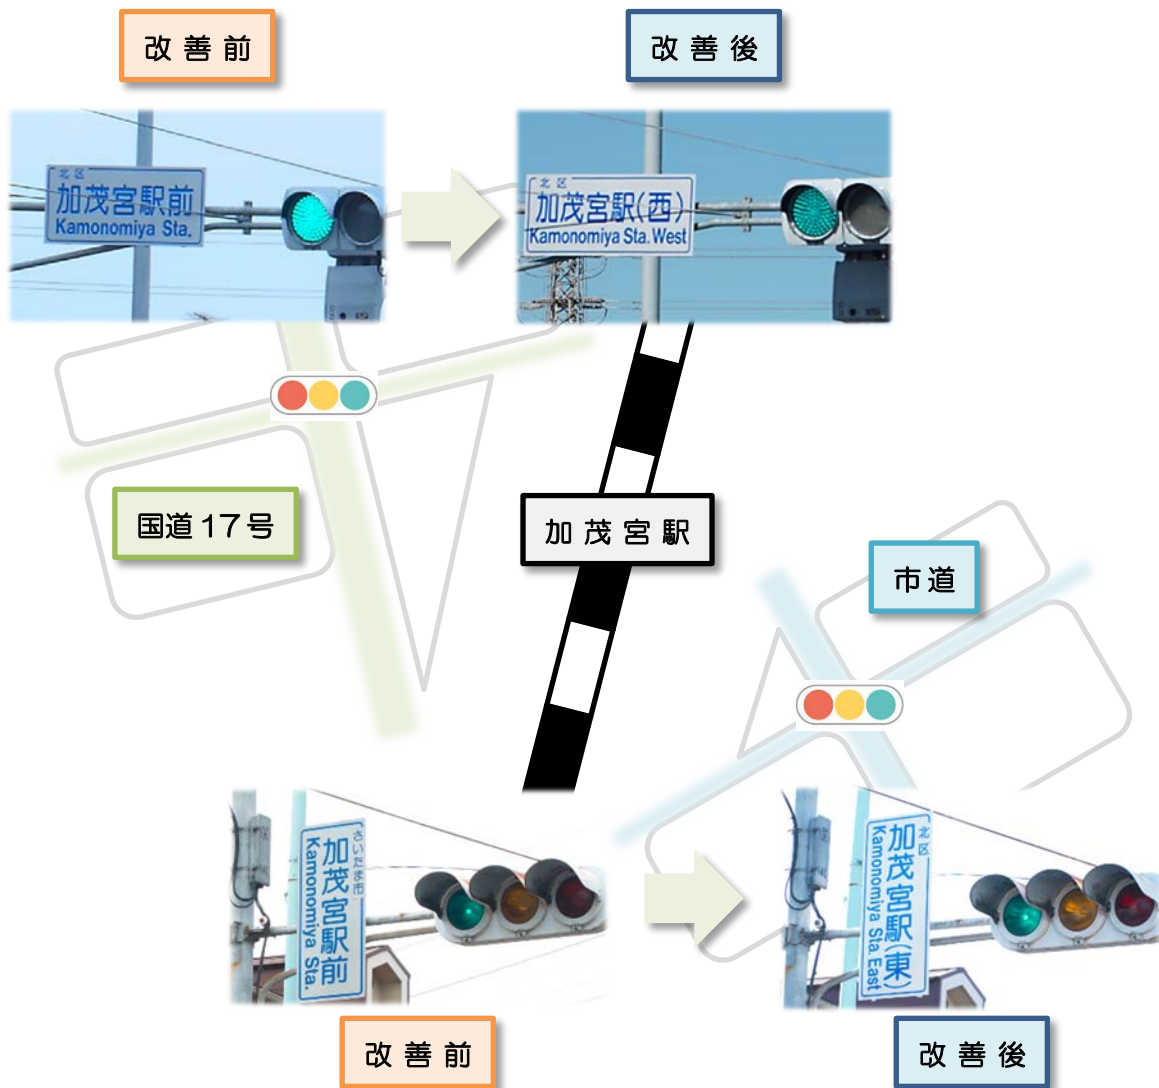 改善前
改善後
北区
加茂宮駅前
Kamonomiya Sta.
北区
加茂宮駅(西)
Kamonomiya Sta. West
国道17号
加茂宮駅
市道
さいたま市
加茂宮駅前
Kamonomiya Sta.
北区
加茂宮駅(東)
Kamonomiya Sta. East
改善前
改善後